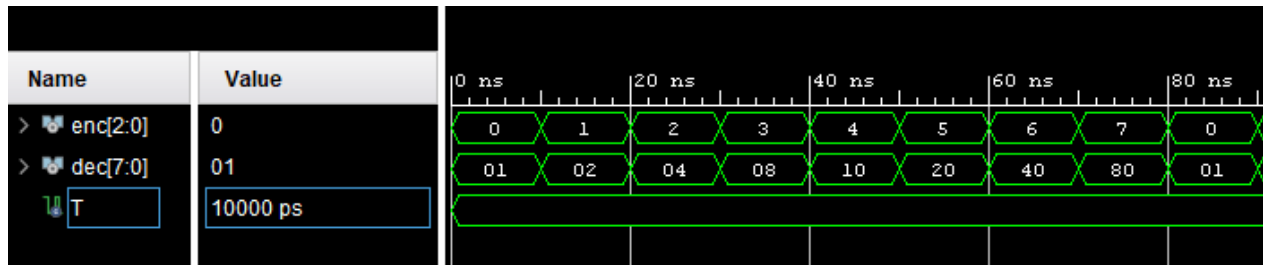 Name Value 0 ns 20 ns 40 ns 60 ns 80 ns
> enc[2:0] 0 0 1 2 3 4 5 6 7 0
> dec[7:0] 01 01 02 04 08 10 20 40 80 01
T 10000 ps